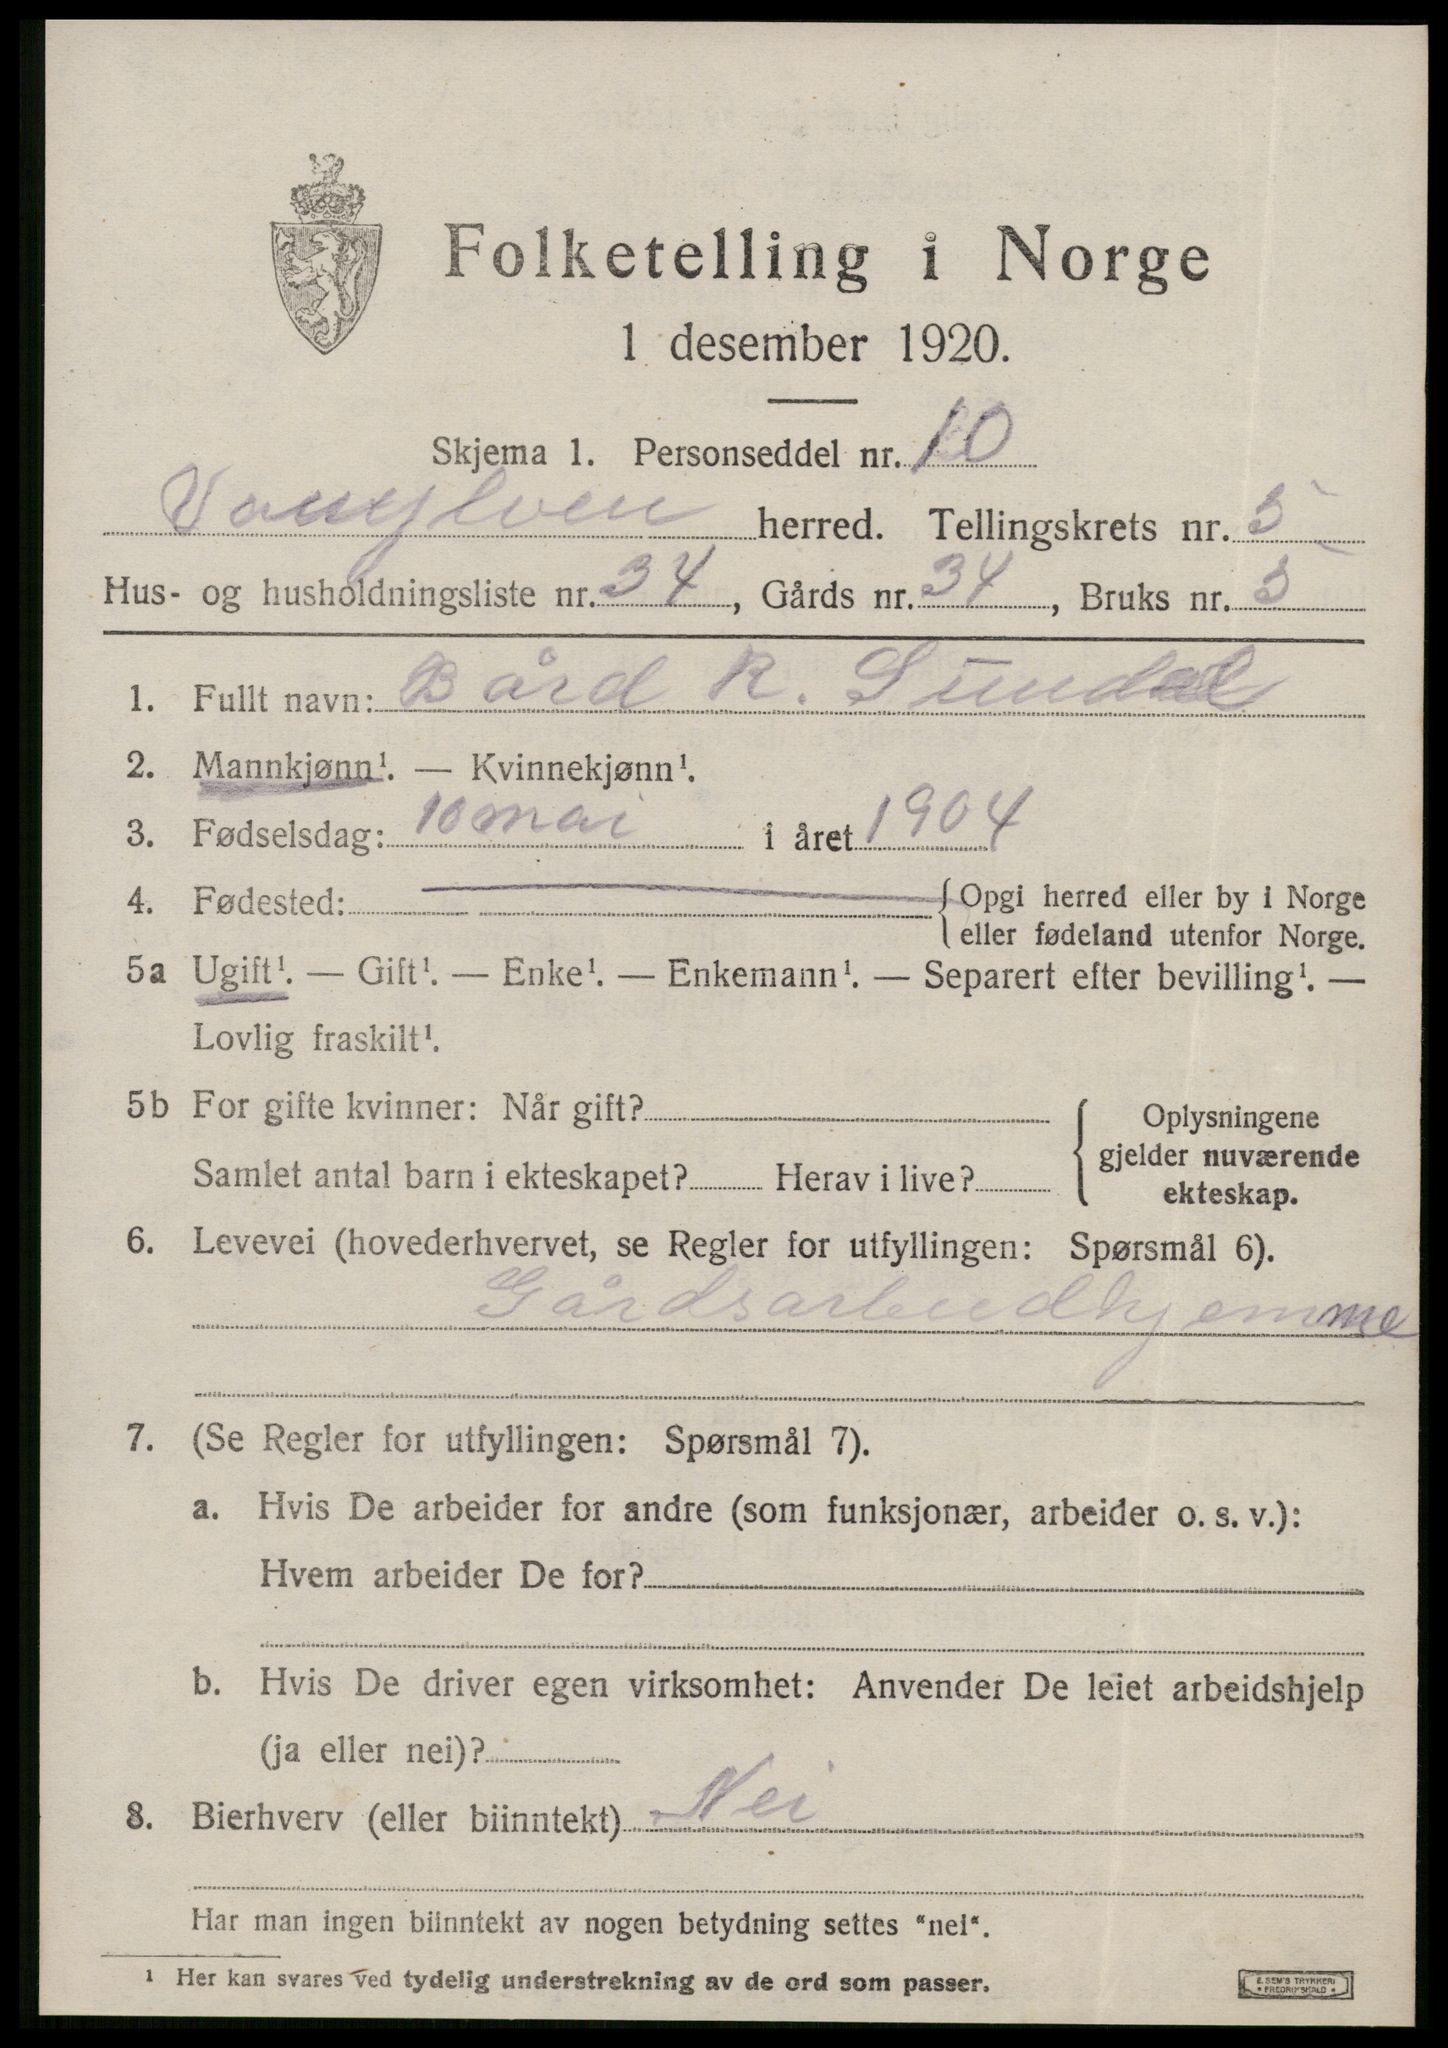 Folketelling i Norge
1 desember 1920.
Skjema 1. Personseddel nr. 10
Vanylven herred. Tellingskrets nr. 5
Hus- og husholdningsliste nr. 34, Gårds nr. 34, Bruks nr. 5
1. Fullt navn: Bård R. Sundal
2. Mannkjønn¹. — Kvinnekjønn¹.
3. Fødselsdag: 10 mai i året 1904
4. Fødested: { Opgi herred eller by i Norge
eller fødeland utenfor Norge.
5a Ugift¹. — Gift¹. — Enke¹. — Enkemann¹. — Separert efter bevilling¹. —
Lovlig fraskilt¹.
5b For gifte kvinner: Når gift?
Samlet antal barn i ekteskapet? Herav i live?
{ Oplysningene
gjelder nuværende
ekteskap.
6. Levevei (hovederhvervet, se Regler for utfyllingen: Spørsmål 6).
Gårdsarbeidhjemme
7. (Se Regler for utfyllingen: Spørsmål 7).
a. Hvis De arbeider for andre (som funksjonær, arbeider o. s. v.):
Hvem arbeider De for?
b. Hvis De driver egen virksomhet: Anvender De leiet arbeidshjelp
(ja eller nei)?
8. Bierhverv (eller biinntekt) Nei
Har man ingen biinntekt av nogen betydning settes "nei".
¹ Her kan svares ved tydelig understrekning av de ord som passer.
E. SEM'S TRYKKERI
* FREDRIKSHALD *